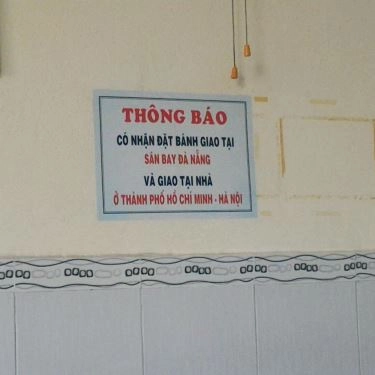 THÔNG BÁO
CÓ NHẬN ĐẶT BÁNH GIAO TẠI
SÂN BAY ĐÀ NẴNG
VÀ GIAO TẠI NHÀ
Ở THÀNH PHỐ HỒ CHÍ MINH - HÀ NỘI